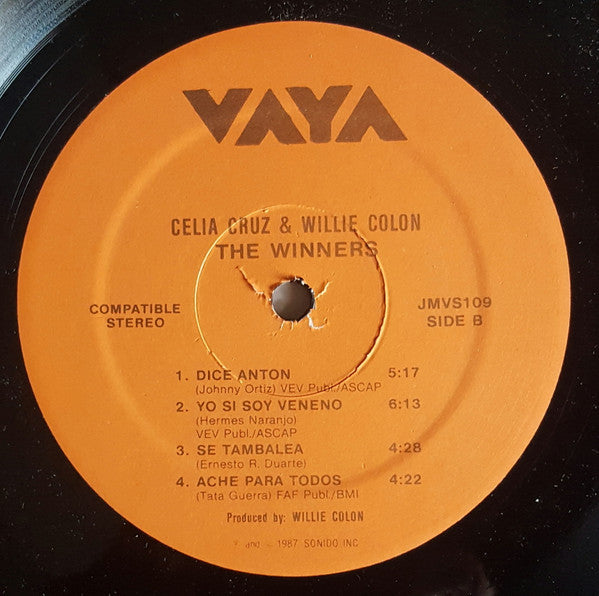 VAYA
CELIA CRUZ & WILLIE COLON
THE WINNERS
COMPATIBLE
STEREO
JMVS109
SIDE B
1. DICE ANTON 5:17
(Johnny Ortiz) VEV Publ./ASCAP
2. YO SI SOY VENENO 6:13
(Hermes Naranjo)
VEV Publ./ASCAP
3. SE TAMBALEA 4:28
(Ernesto R. Duarte)
4. ACHE PARA TODOS 4:22
(Tata Guerra) FAF Publ./BMI
Produced by: WILLIE COLON
and 1987 SONIDO INC